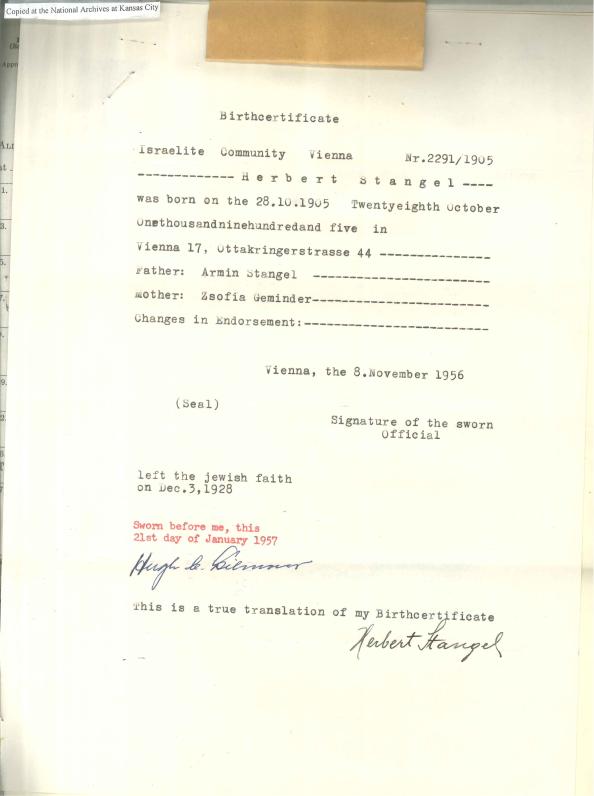 Copied at the National Archives at Kansas City
Birthcertificate
Israelite Community Vienna Nr.2291/1905
------------- H e r b e r t S t a n g e l ----
was born on the 28.10.1905 Twentyeighth October
Onethousandninehundredand five in
Vienna 17, Ottakringerstrasse 44 ---------------
Father: Armin Stangel ------------------------
Mother: Zsofia Geminder------------------------
Changes in Endorsement:-------------------------
Vienna, the 8.November 1956
(Seal)
Signature of the sworn
Official
left the jewish faith
on Dec.3,1928
Sworn before me, this
21st day of January 1957
Hugh
This is a true translation of my Birthcertificate
Herbert Stangel